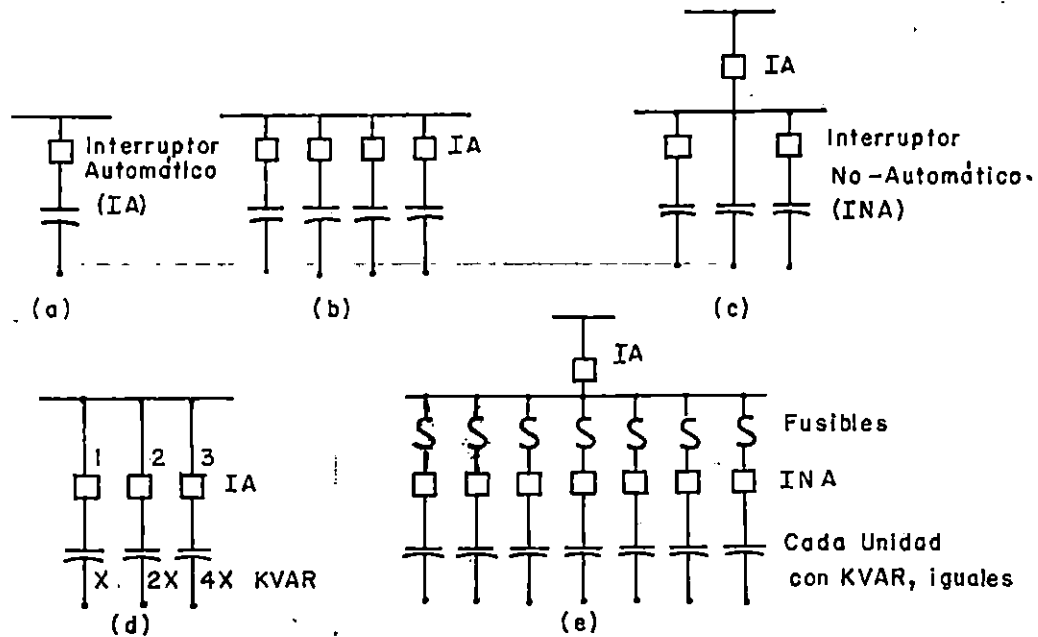 IA
Interruptor
Automático
(IA)
IA
Interruptor
No-Automático.
(INA)
(a)
(b)
(c)
IA
1
2
3
IA
Fusibles
INA
X.
2X
4X KVAR
Cada Unidad
con KVAR, iguales
(d)
(e)